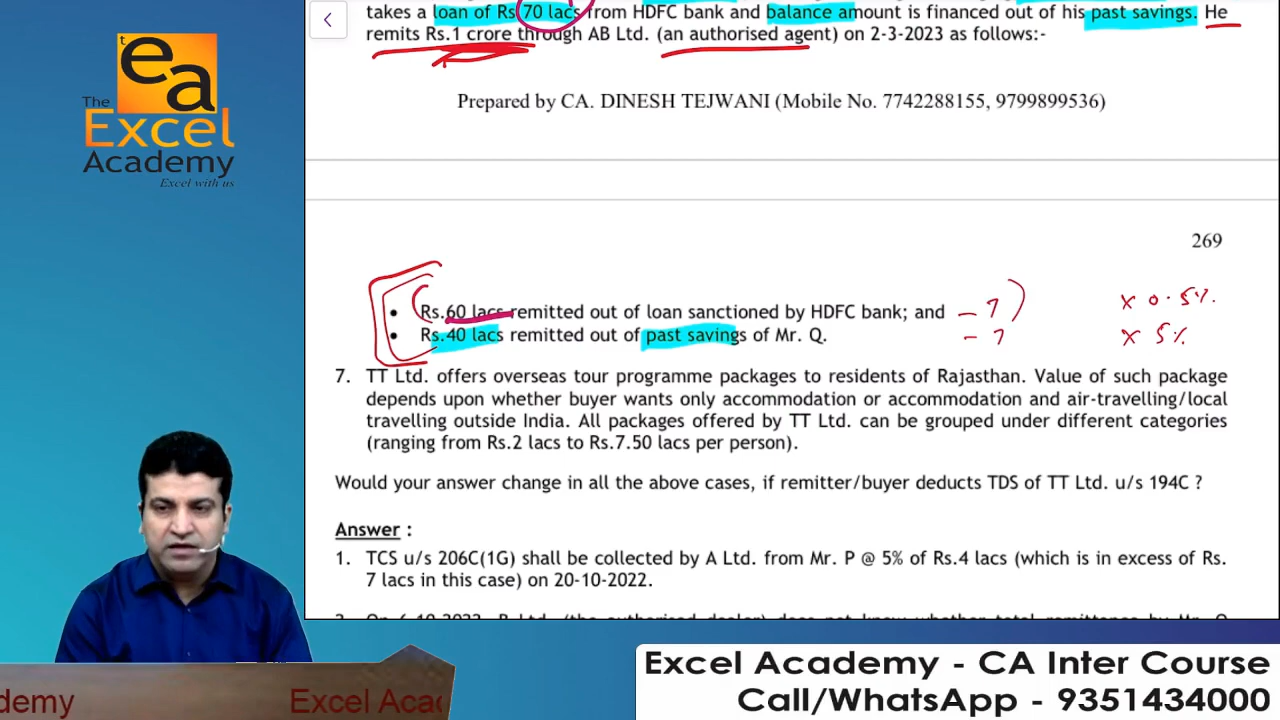 takes a loan of Rs 70 lacs from HDFC bank and balance amount is financed out of his past savings. He
remits Rs.1 crore through AB Ltd. (an authorised agent) on 2-3-2023 as follows:-
Prepared by CA. DINESH TEJWANI (Mobile No. 7742288155, 9799899536)
t
ea
The
Excel
Academy
Excel with us
269
• Rs.60 lacs remitted out of loan sanctioned by HDFC bank; and – 7 ) x 0.5%.
• Rs.40 lacs remitted out of past savings of Mr. Q. – 7 x 5%
7. TT Ltd. offers overseas tour programme packages to residents of Rajasthan. Value of such package
depends upon whether buyer wants only accommodation or accommodation and air-travelling/local
travelling outside India. All packages offered by TT Ltd. can be grouped under different categories
(ranging from Rs.2 lacs to Rs.7.50 lacs per person).
Would your answer change in all the above cases, if remitter/buyer deducts TDS of TT Ltd. u/s 194C ?
Answer :
1. TCS u/s 206C(1G) shall be collected by A Ltd. from Mr. P @ 5% of Rs.4 lacs (which is in excess of Rs.
7 lacs in this case) on 20-10-2022.
demy
Excel Aca
Excel Academy - CA Inter Course
Call/WhatsApp - 9351434000